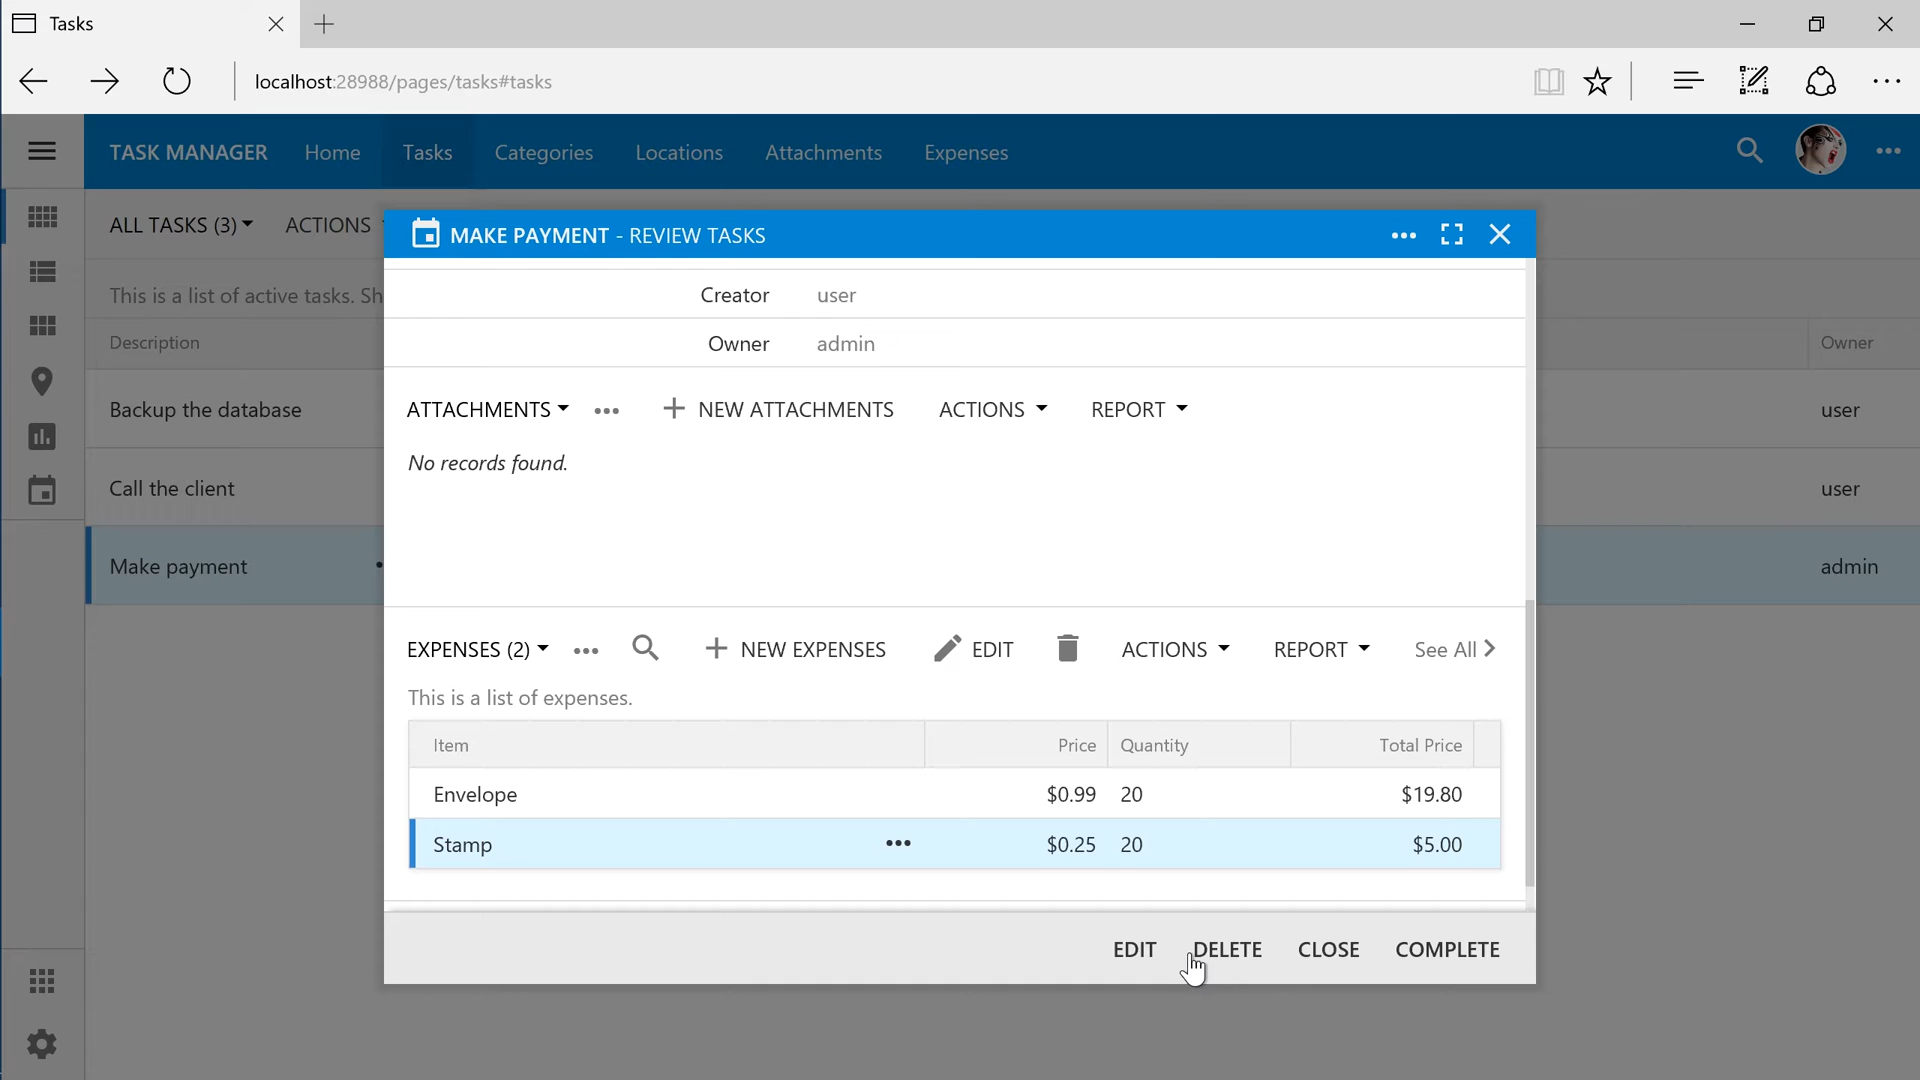 Tasks
localhost:28988/pages/tasks#tasks
TASK MANAGER Home Tasks Categories Locations Attachments Expenses
ALL TASKS (3) ACTIONS
This is a list of active tasks. Sh
Description Owner
Backup the database user
Call the client user
Make payment admin
MAKE PAYMENT - REVIEW TASKS
Creator user
Owner admin
ATTACHMENTS NEW ATTACHMENTS ACTIONS REPORT
No records found.
EXPENSES (2) NEW EXPENSES EDIT ACTIONS REPORT See All
This is a list of expenses.
Item Price Quantity Total Price
Envelope $0.99 20 $19.80
Stamp $0.25 20 $5.00
EDIT DELETE CLOSE COMPLETE